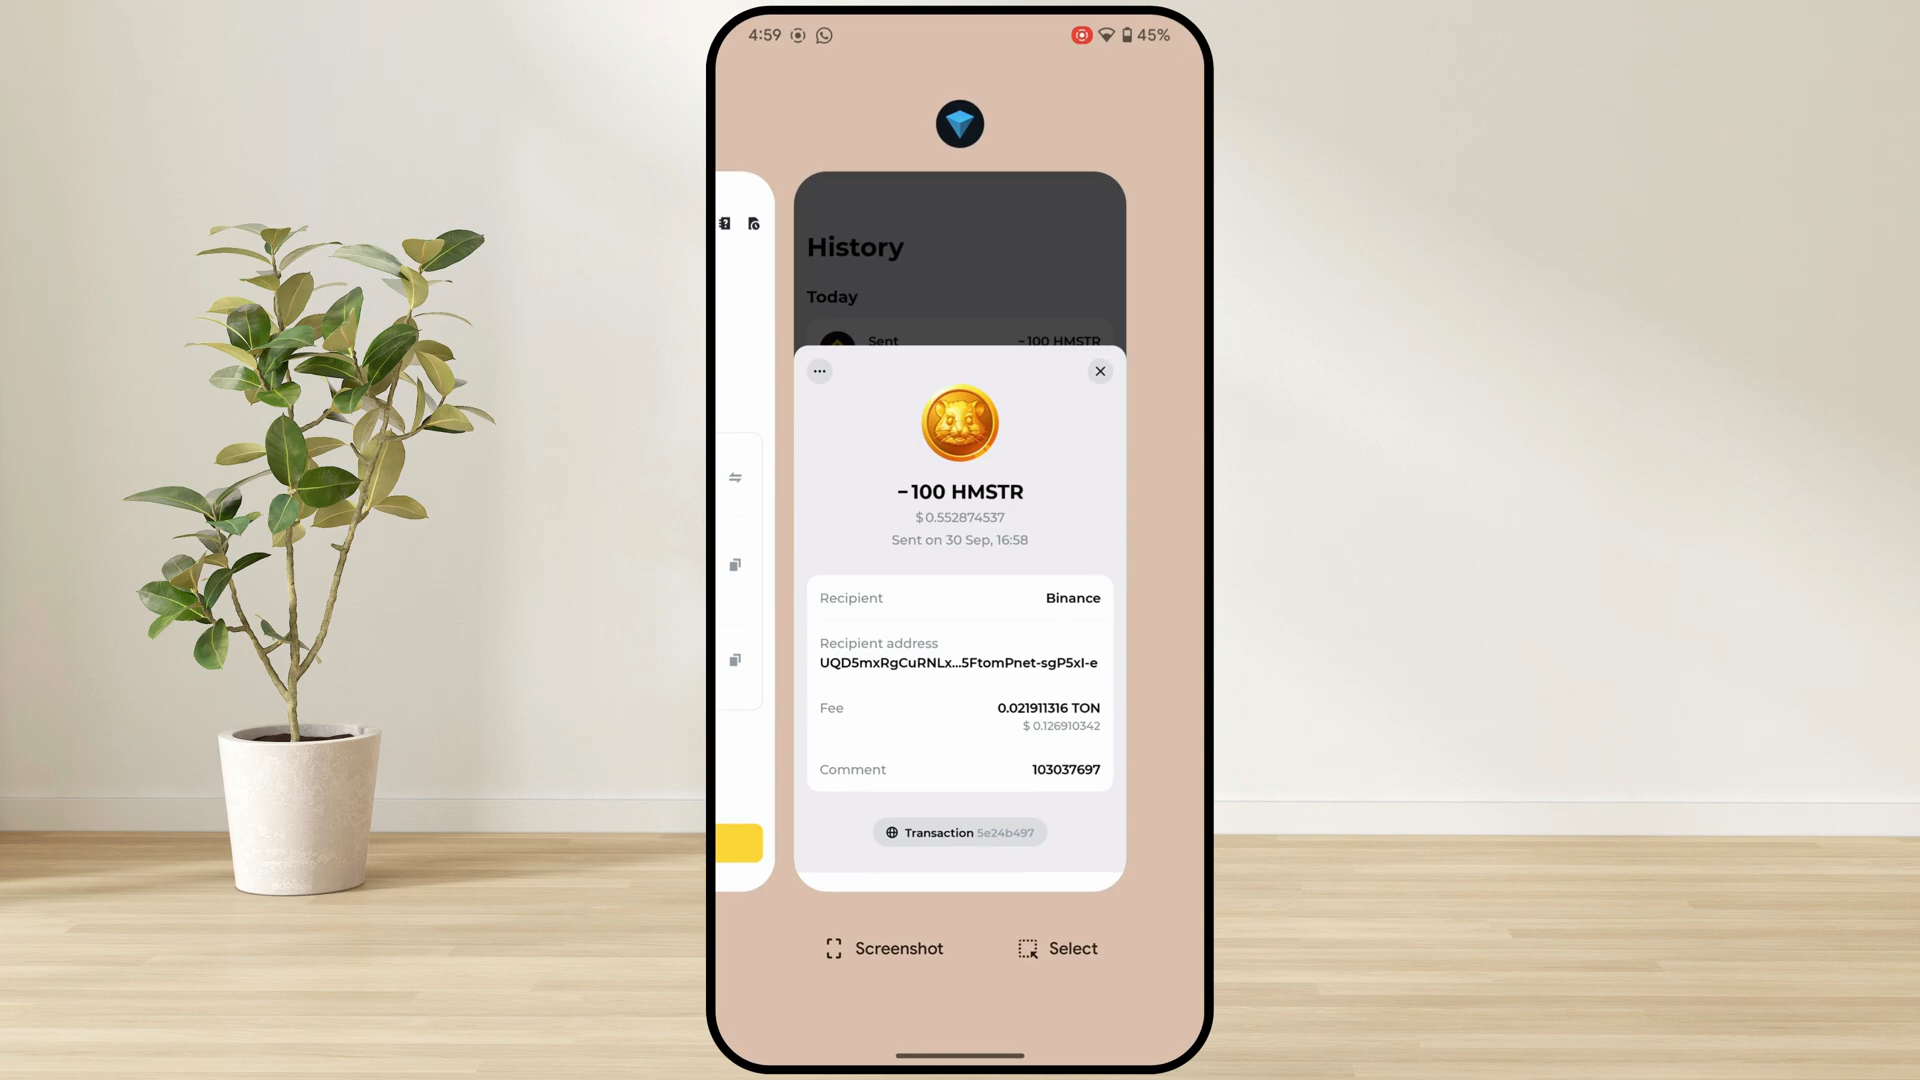 4:59
45%
History
Today
Sent
-100 HMSTR
-100 HMSTR
$ 0.552874537
Sent on 30 Sep, 16:58
Recipient
Binance
Recipient address
UQD5mxRgCuRNLx...5FtomPnet-sgP5xI-e
Fee
0.021911316 TON
$ 0.126910342
Comment
103037697
Transaction 5e24b497
Screenshot
Select